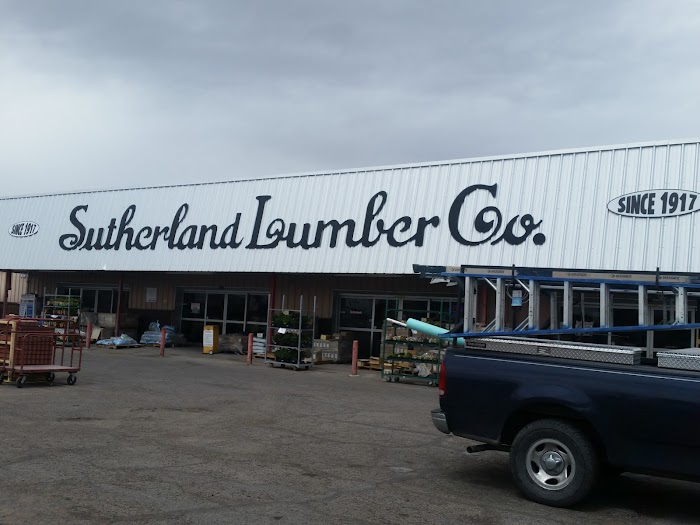 SINCE 1917
Sutherland Lumber Co.
SINCE 1917